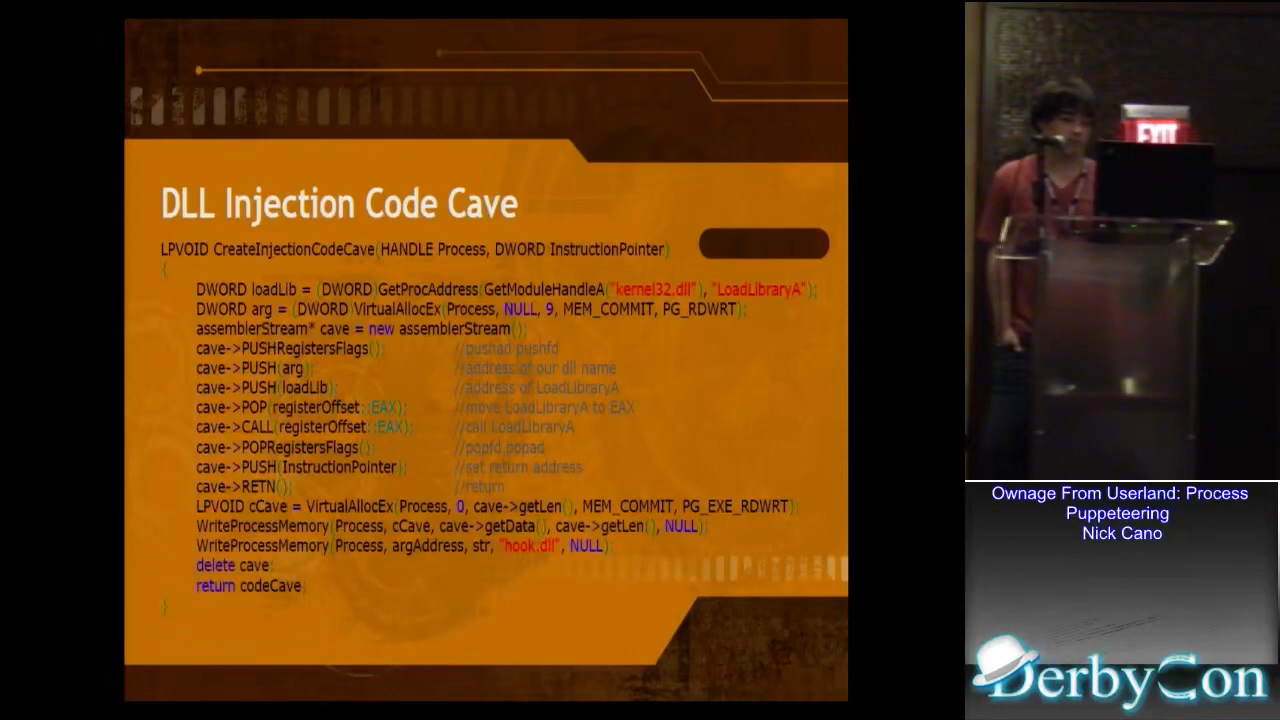 DLL Injection Code Cave
LPVOID CreateInjectionCodeCave(HANDLE Process, DWORD InstructionPointer)
{
DWORD loadLib = (DWORD)GetProcAddress(GetModuleHandleA("kernel32.dll"), "LoadLibraryA");
DWORD arg = (DWORD)VirtualAllocEx(Process, NULL, 9, MEM_COMMIT, PG_RDWRT);
assemblerStream* cave = new assemblerStream();
cave->PUSHRegistersFlags(); //pushad pushfd
cave->PUSH(arg); //address of our dll name
cave->PUSH(loadLib); //address of LoadLibraryA
cave->POP(registerOffset::EAX); //move LoadLibraryA to EAX
cave->CALL(registerOffset::EAX); //call LoadLibraryA
cave->POPRegistersFlags(); //popfd popad
cave->PUSH(InstructionPointer); //set return address
cave->RETN(); //return
LPVOID cCave = VirtualAllocEx(Process, 0, cave->getLen(), MEM_COMMIT, PG_EXE_RDWRT);
WriteProcessMemory(Process, cCave, cave->getData(), cave->getLen(), NULL);
WriteProcessMemory(Process, argAddress, str, "hook.dll", NULL);
delete cave;
return codeCave;
}
EXIT
Ownage From Userland: Process
Puppeteering
Nick Cano
DerbyCon